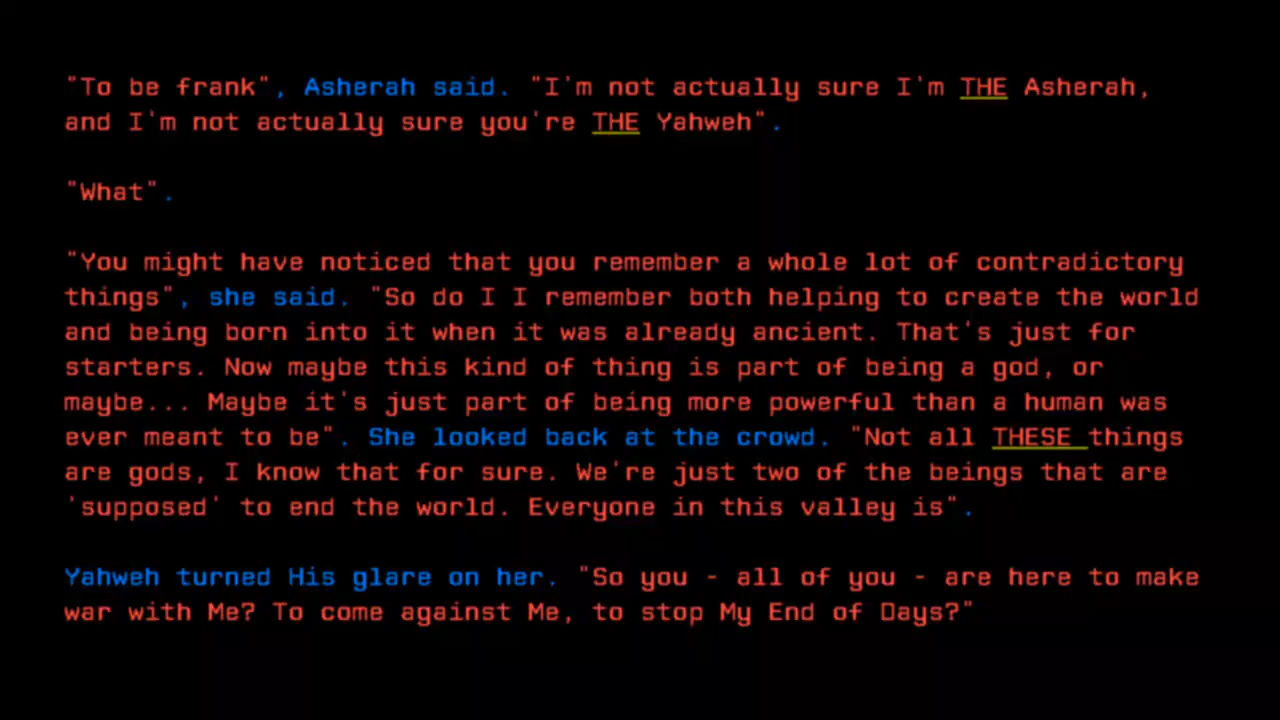 "To be frank", Asherah said. "I'm not actually sure I'm THE Asherah,
and I'm not actually sure you're THE Yahweh".
"What".
"You might have noticed that you remember a whole lot of contradictory
things", she said. "So do I I remember both helping to create the world
and being born into it when it was already ancient. That's just for
starters. Now maybe this kind of thing is part of being a god, or
maybe... Maybe it's just part of being more powerful than a human was
ever meant to be". She looked back at the crowd. "Not all THESE things
are gods, I know that for sure. We're just two of the beings that are
'supposed' to end the world. Everyone in this valley is".
Yahweh turned His glare on her. "So you - all of you - are here to make
war with Me? To come against Me, to stop My End of Days?"